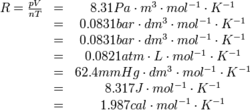 R = \frac{pV}{nT} = 8.31Pa · m³ · mol⁻¹ · K⁻¹
= 0.0831bar · dm³ · mol⁻¹ · K⁻¹
= 0.0831bar · dm³ · mol⁻¹ · K⁻¹
= 0.0821atm · L · mol⁻¹ · K⁻¹
= 62.4mmHg · dm³ · mol⁻¹ · K⁻¹
= 8.317J · mol⁻¹ · K⁻¹
= 1.987cal · mol⁻¹ · K⁻¹